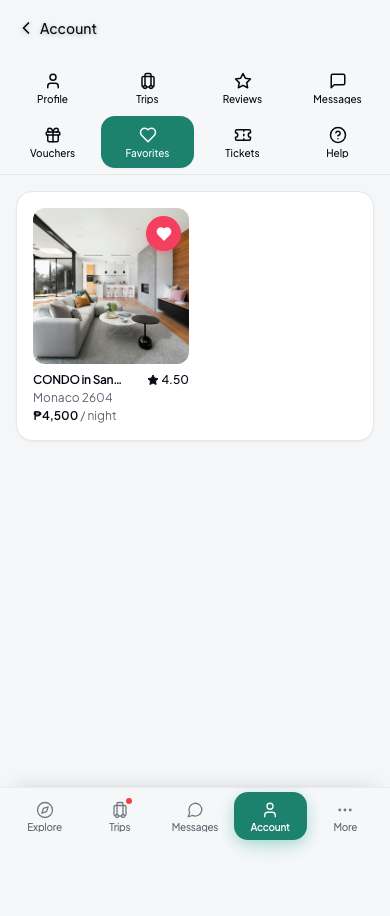 Account
Profile
Trips
Reviews
Messages
Vouchers
Favorites
Tickets
Help
CONDO in San...
4.50
Monaco 2604
₱4,500 / night
Explore
Trips
Messages
Account
More